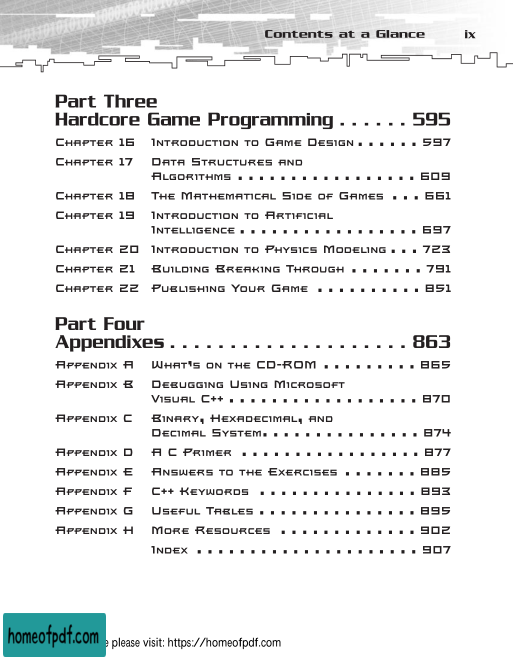 Contents at a Glance ix
Part Three
Hardcore Game Programming . . . . . . 595
Chapter 16 Introduction to Game Design . . . . . . 597
Chapter 17 Data Structures and
Algorithms . . . . . . . . . . . . . . . . 609
Chapter 18 The Mathematical Side of Games . . . 661
Chapter 19 Introduction to Artificial
Intelligence . . . . . . . . . . . . . . . . 697
Chapter 20 Introduction to Physics Modeling . . . 723
Chapter 21 Building Breaking Through . . . . . . . 791
Chapter 22 Publishing Your Game . . . . . . . . . . 851
Part Four
Appendixes . . . . . . . . . . . . . . . . . . . . 863
Appendix A What's on the CD-ROM . . . . . . . . . 865
Appendix B Debugging Using Microsoft
Visual C++ . . . . . . . . . . . . . . . . . 870
Appendix C Binary, Hexadecimal, and
Decimal System. . . . . . . . . . . . . . . 874
Appendix D A C Primer . . . . . . . . . . . . . . . . 877
Appendix E Answers to the Exercises . . . . . . . 885
Appendix F C++ Keywords . . . . . . . . . . . . . . 893
Appendix G Useful Tables . . . . . . . . . . . . . . 895
Appendix H More Resources . . . . . . . . . . . . 902
Index . . . . . . . . . . . . . . . . . . . . . 907
homeofpdf.com please visit: https://homeofpdf.com